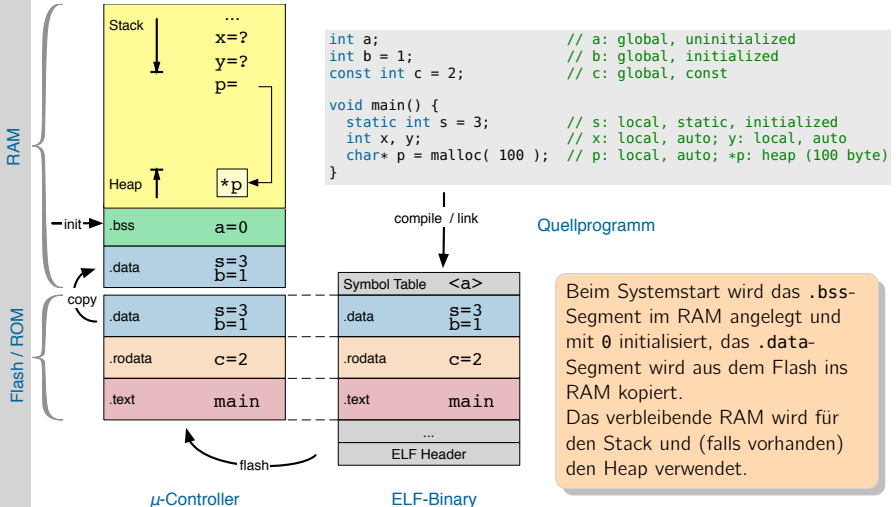 RAM
Flash / ROM
Stack
...
x=?
y=?
p=
Heap
*p
init
.bss a=0
.data s=3
b=1
copy
.data s=3
b=1
.rodata c=2
.text main
flash
µ-Controller
int a; // a: global, uninitialized
int b = 1; // b: global, initialized
const int c = 2; // c: global, const
void main() {
static int s = 3; // s: local, static, initialized
int x, y; // x: local, auto; y: local, auto
char* p = malloc( 100 ); // p: local, auto; *p: heap (100 byte)
}
compile / link
Quellprogramm
Symbol Table <a>
.data s=3
b=1
.rodata c=2
.text main
...
ELF Header
ELF-Binary
Beim Systemstart wird das .bss-
Segment im RAM angelegt und
mit 0 initialisiert, das .data-
Segment wird aus dem Flash ins
RAM kopiert.
Das verbleibende RAM wird für
den Stack und (falls vorhanden)
den Heap verwendet.